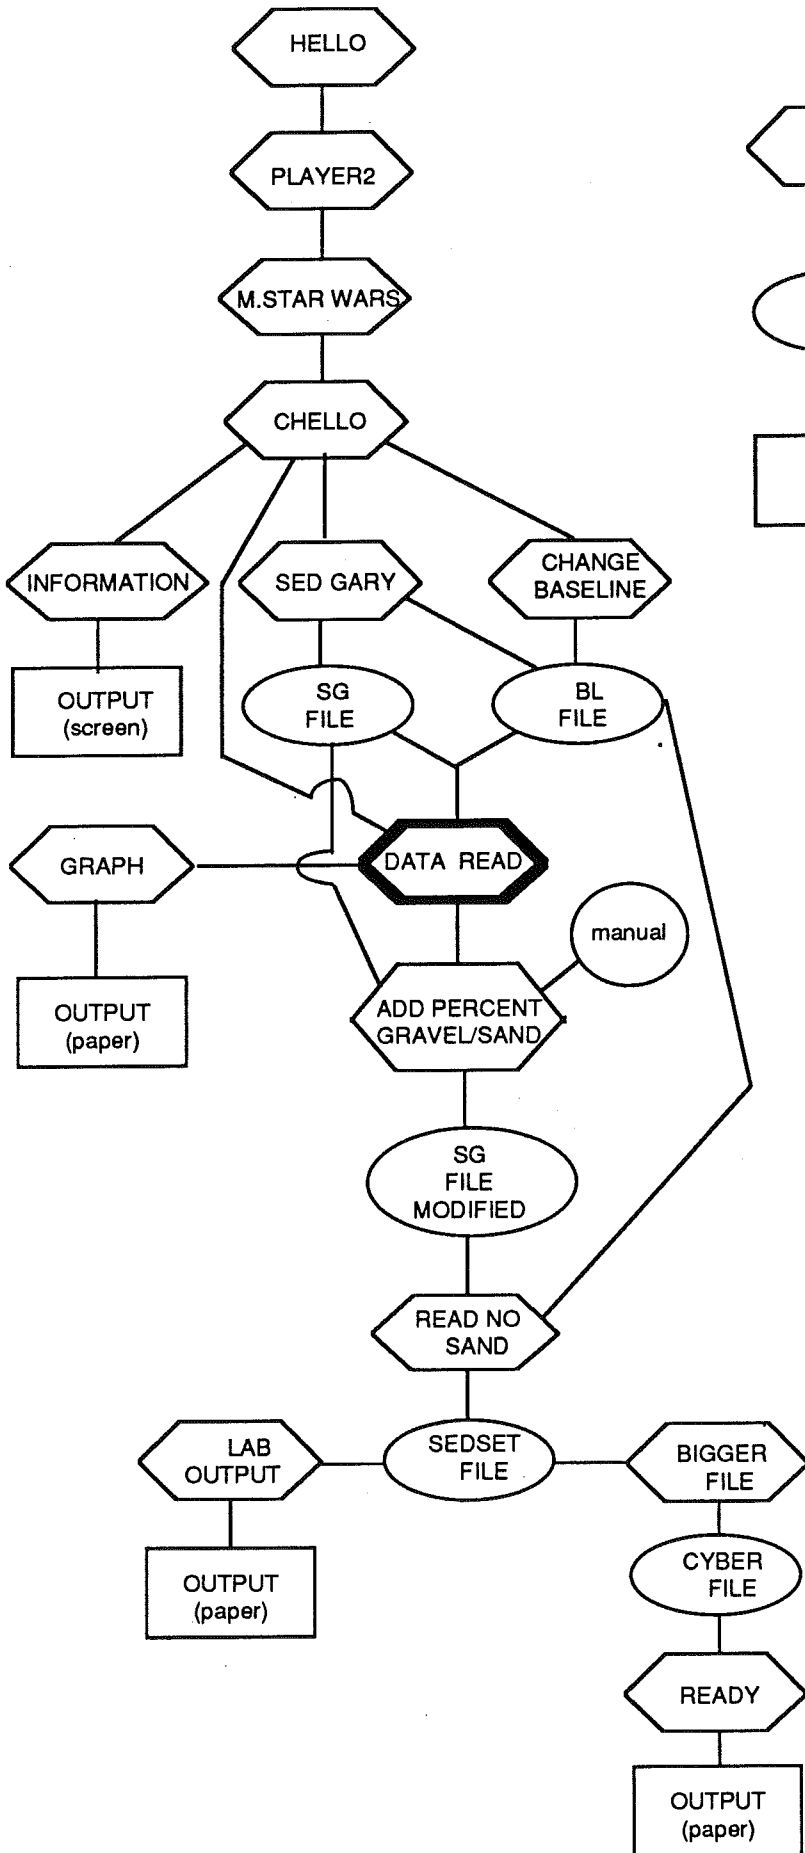 HELLO
PLAYER2
M.STAR WARS
CHELLO
INFORMATION
SED GARY
CHANGE
BASELINE
OUTPUT
(screen)
SG
FILE
BL
FILE
GRAPH
DATA READ
manual
OUTPUT
(paper)
ADD PERCENT
GRAVEL/SAND
SG
FILE
MODIFIED
READ NO
SAND
LAB
OUTPUT
SEDSET
FILE
BIGGER
FILE
OUTPUT
(paper)
CYBER
FILE
READY
OUTPUT
(paper)